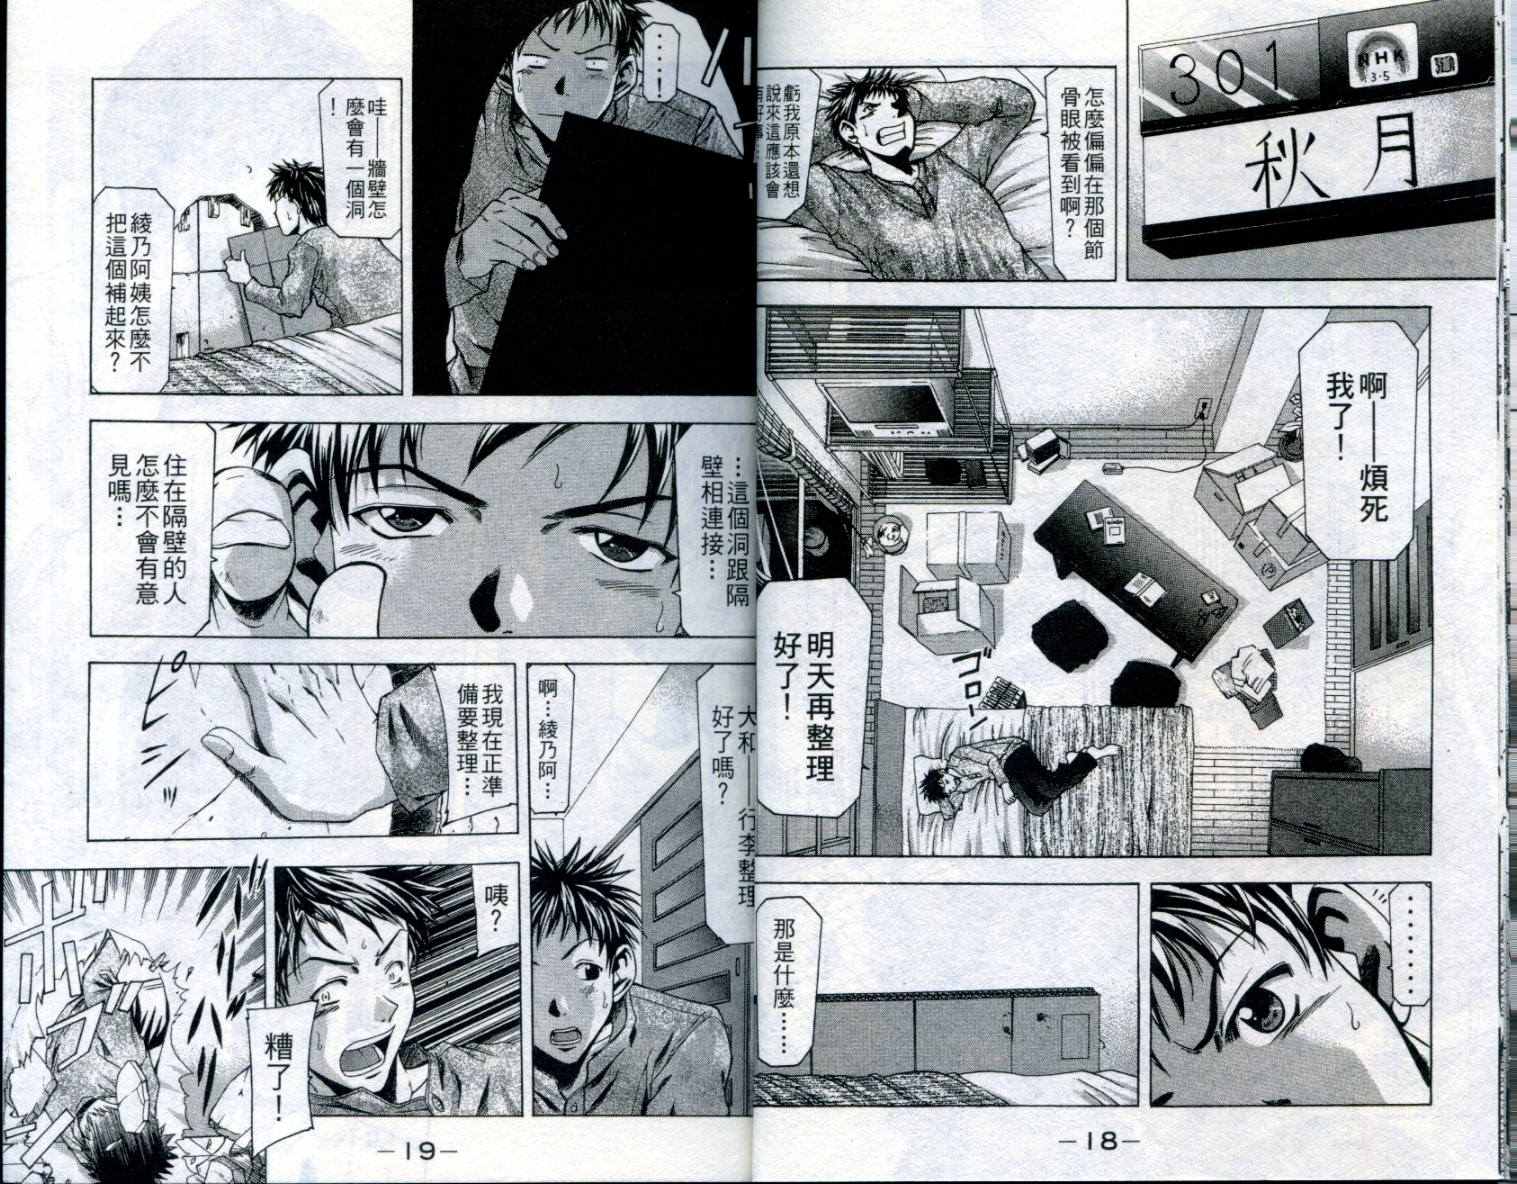 301
NHK
3·5
秋月
怎麼偏偏在那個節
骨眼被看到啊？
虧我原本還想
說來這應該會
啊——煩死
我了！
ゴロ—
明天再整理
好了！
………
那是什麼……
—18—
……！
哇——牆壁怎
麼會有一個洞
！
綾乃阿姨怎麼不
把這個補起來？
…這個洞跟隔
壁相連接…
住在隔壁的人
怎麼不會有意
見嗎…
大和——行李整理
好了嗎？
啊…綾乃阿…
我現在正準
備要整理…
咦？
糟了！
—19—